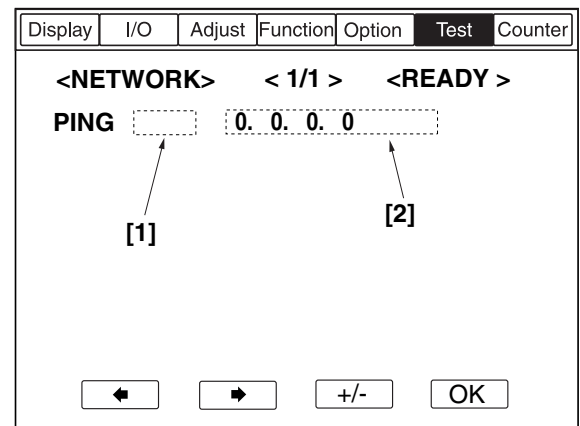 Display I/O Adjust Function Option Test Counter
<NETWORK> < 1/1 > <READY >
PING 0. 0. 0. 0
[1] [2]
+/- OK